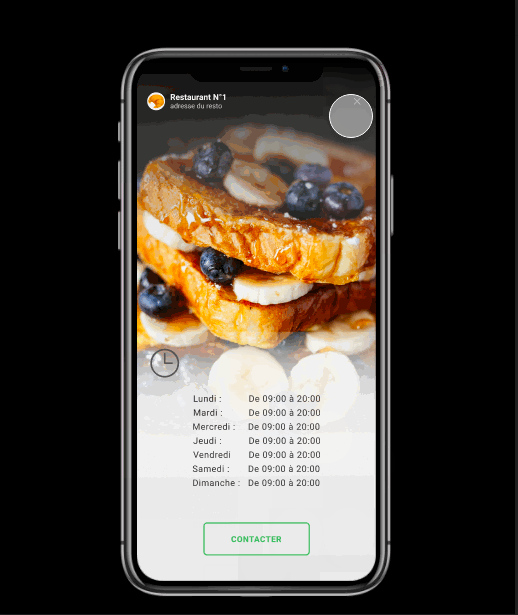 Restaurant N°1
adresse du resto
Lundi : De 09:00 à 20:00
Mardi : De 09:00 à 20:00
Mercredi : De 09:00 à 20:00
Jeudi : De 09:00 à 20:00
Vendredi De 09:00 à 20:00
Samedi : De 09:00 à 20:00
Dimanche : De 09:00 à 20:00
CONTACTER